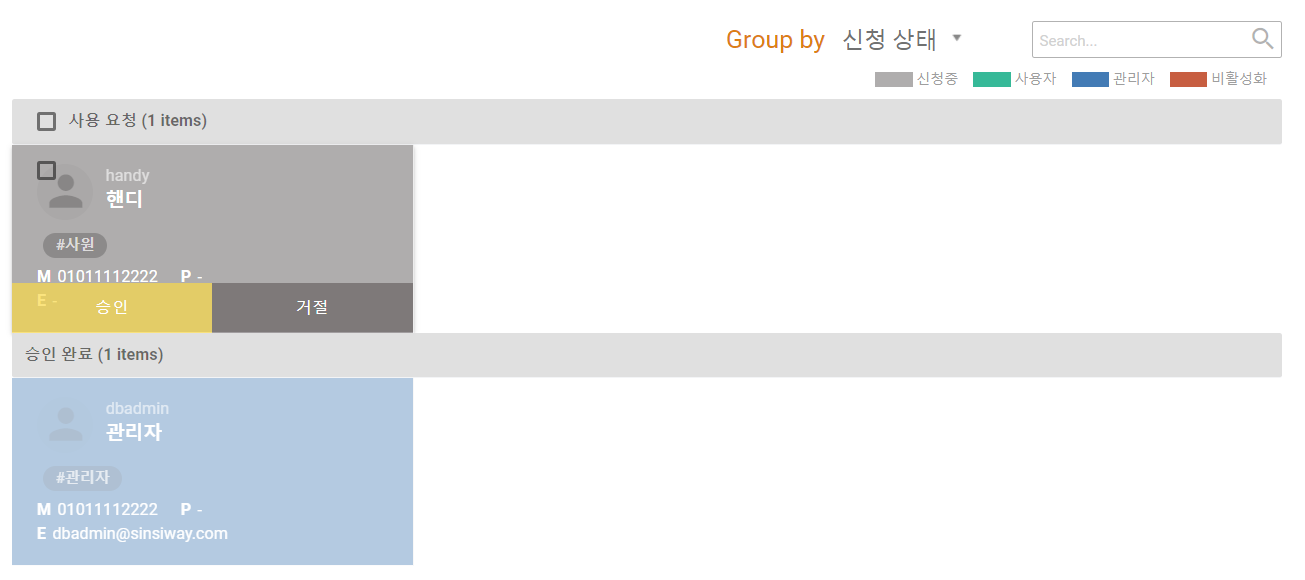 Group by 신청 상태
Search...
신청중 사용자 관리자 비활성화
사용 요청 (1 items)
handy
핸디
#사원
M 01011112222 P -
E -
승인 거절
승인 완료 (1 items)
dbadmin
관리자
#관리자
M 01011112222 P -
E dbadmin@sinsiway.com